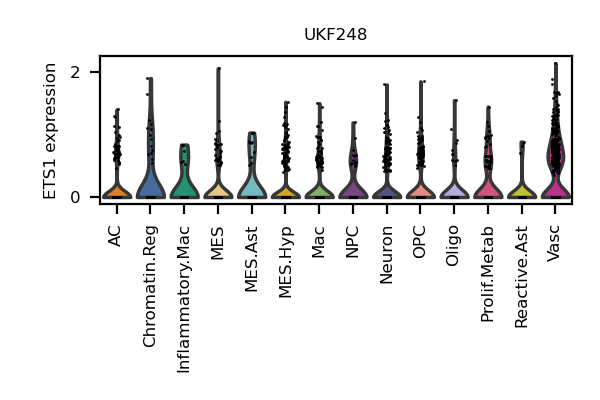 UKF248
ETS1 expression
2
0
AC
Chromatin.Reg
Inflammatory.Mac
MES
MES.Ast
MES.Hyp
Mac
NPC
Neuron
OPC
Oligo
Prolif.Metab
Reactive.Ast
Vasc